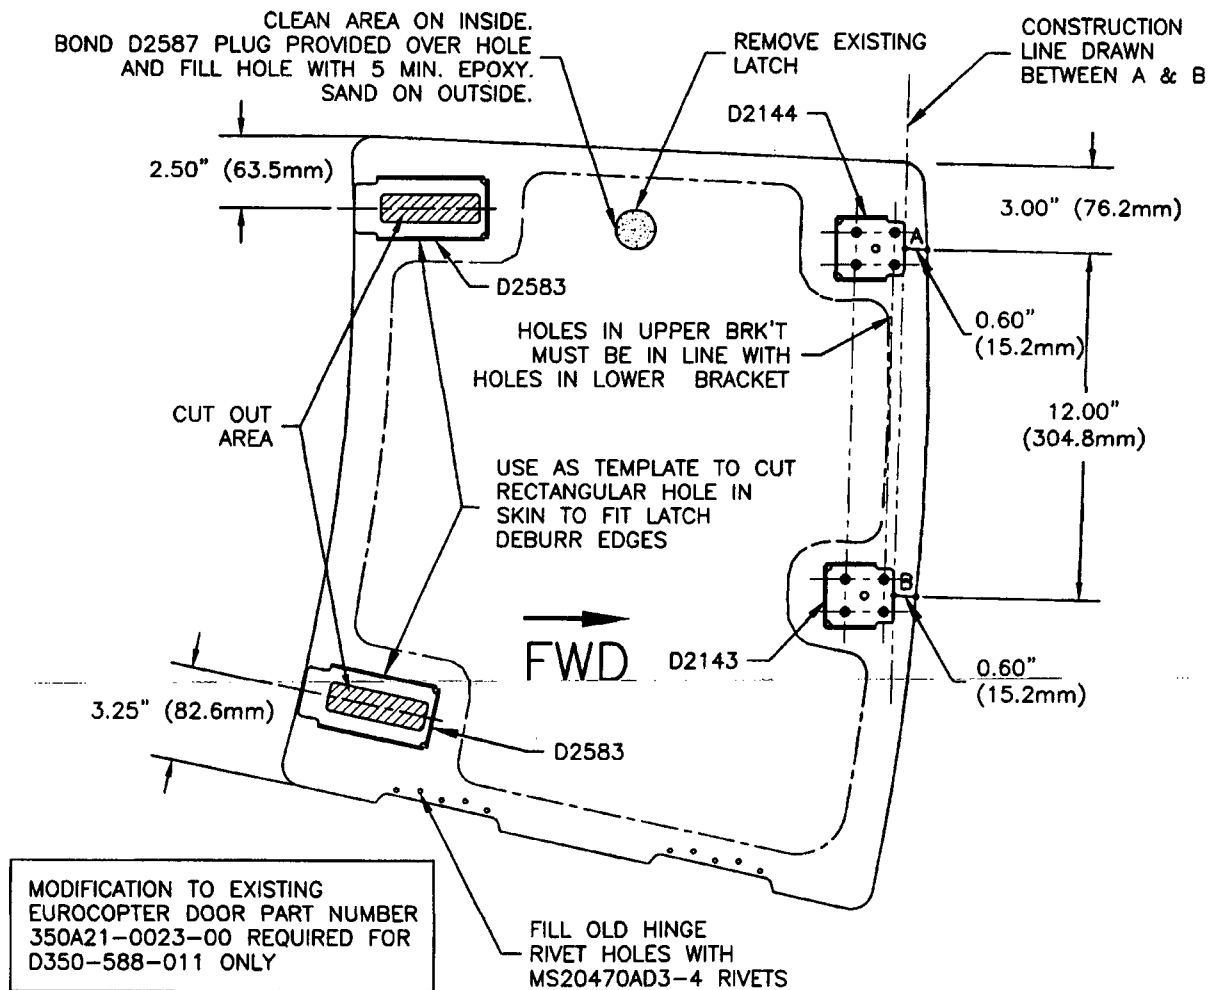 CLEAN AREA ON INSIDE.
BOND D2587 PLUG PROVIDED OVER HOLE
AND FILL HOLE WITH 5 MIN. EPOXY.
SAND ON OUTSIDE.
REMOVE EXISTING
LATCH
CONSTRUCTION
LINE DRAWN
BETWEEN A & B
D2144
2.50" (63.5mm)
3.00" (76.2mm)
A
D2583
HOLES IN UPPER BRK'T
MUST BE IN LINE WITH
HOLES IN LOWER BRACKET
0.60"
(15.2mm)
CUT OUT
AREA
12.00"
(304.8mm)
USE AS TEMPLATE TO CUT
RECTANGULAR HOLE IN
SKIN TO FIT LATCH
DEBURR EDGES
B
FWD
D2143
0.60"
(15.2mm)
3.25" (82.6mm)
D2583
MODIFICATION TO EXISTING
EUROCOPTER DOOR PART NUMBER
350A21-0023-00 REQUIRED FOR
D350-588-011 ONLY
FILL OLD HINGE
RIVET HOLES WITH
MS20470AD3-4 RIVETS